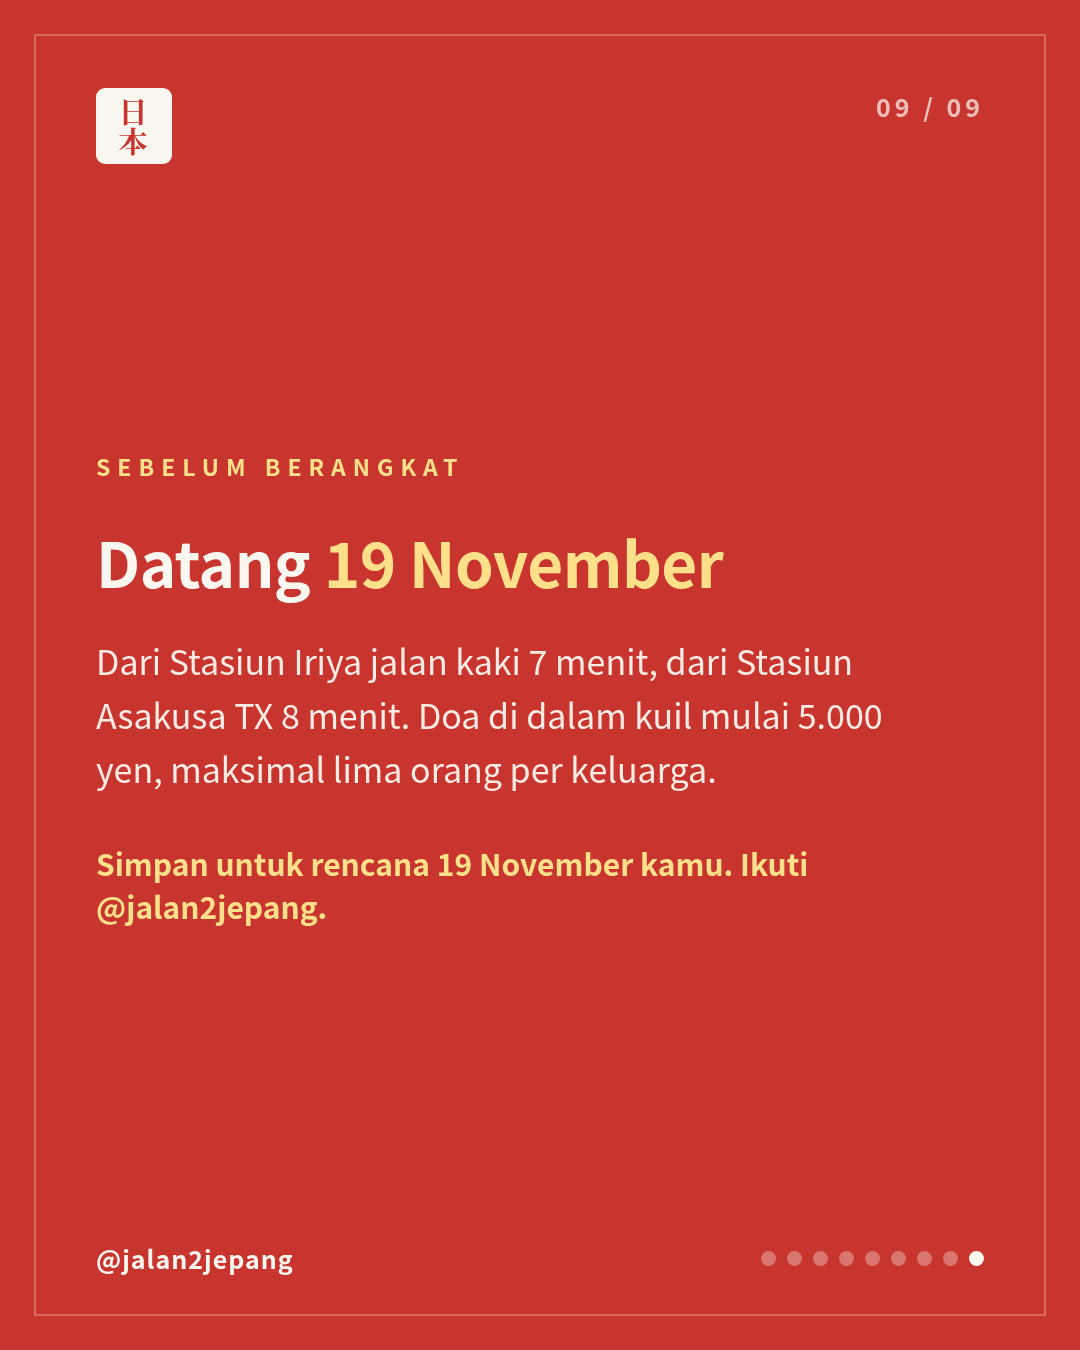 日本
09 / 09
SEBELUM BERANGKAT
Datang 19 November
Dari Stasiun Iriya jalan kaki 7 menit, dari Stasiun
Asakusa TX 8 menit. Doa di dalam kuil mulai 5.000
yen, maksimal lima orang per keluarga.
Simpan untuk rencana 19 November kamu. Ikuti
@jalan2jepang.
@jalan2jepang